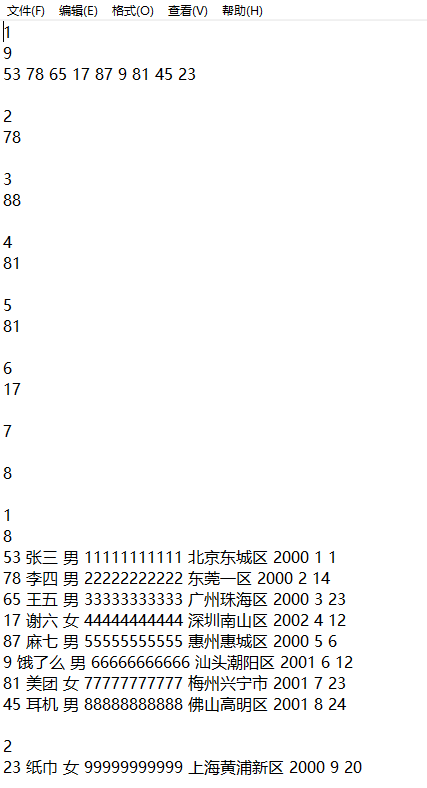 文件(F) 编辑(E) 格式(O) 查看(V) 帮助(H)
1
9
53 78 65 17 87 9 81 45 23
2
78
3
88
4
81
5
81
6
17
7
8
1
8
53 张三 男 11111111111 北京东城区 2000 1 1
78 李四 男 22222222222 东莞一区 2000 2 14
65 王五 男 33333333333 广州珠海区 2000 3 23
17 谢六 女 44444444444 深圳南山区 2002 4 12
87 麻七 男 55555555555 惠州惠城区 2000 5 6
9 饿了么 男 66666666666 汕头潮阳区 2001 6 12
81 美团 女 77777777777 梅州兴宁市 2001 7 23
45 耳机 男 88888888888 佛山高明区 2001 8 24
2
23 纸巾 女 99999999999 上海黄浦新区 2000 9 20